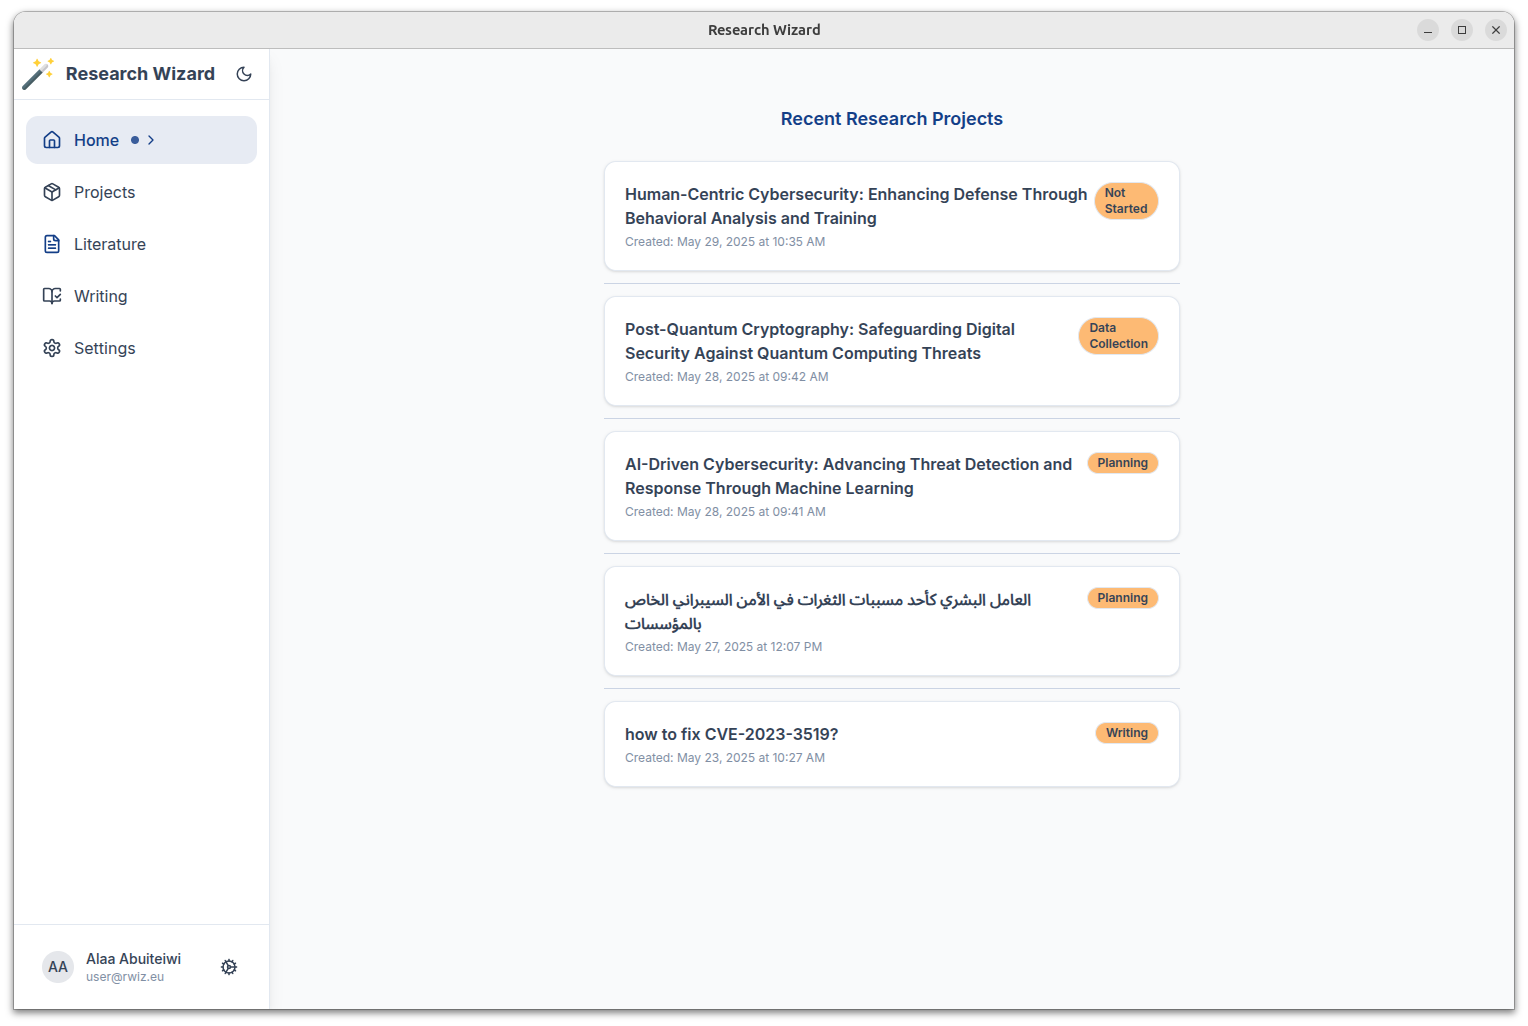 Research Wizard
Research Wizard
Home
Projects
Literature
Writing
Settings
Recent Research Projects
Human-Centric Cybersecurity: Enhancing Defense Through
Behavioral Analysis and Training
Created: May 29, 2025 at 10:35 AM
Not
Started
Post-Quantum Cryptography: Safeguarding Digital
Security Against Quantum Computing Threats
Created: May 28, 2025 at 09:42 AM
Data
Collection
AI-Driven Cybersecurity: Advancing Threat Detection and
Response Through Machine Learning
Created: May 28, 2025 at 09:41 AM
Planning
العامل البشري كأحد مسببات الثغرات في الأمن السيبراني الخاص
بالمؤسسات
Created: May 27, 2025 at 12:07 PM
Planning
how to fix CVE-2023-3519?
Created: May 23, 2025 at 10:27 AM
Writing
AA
Alaa Abuiteiwi
user@rwiz.eu